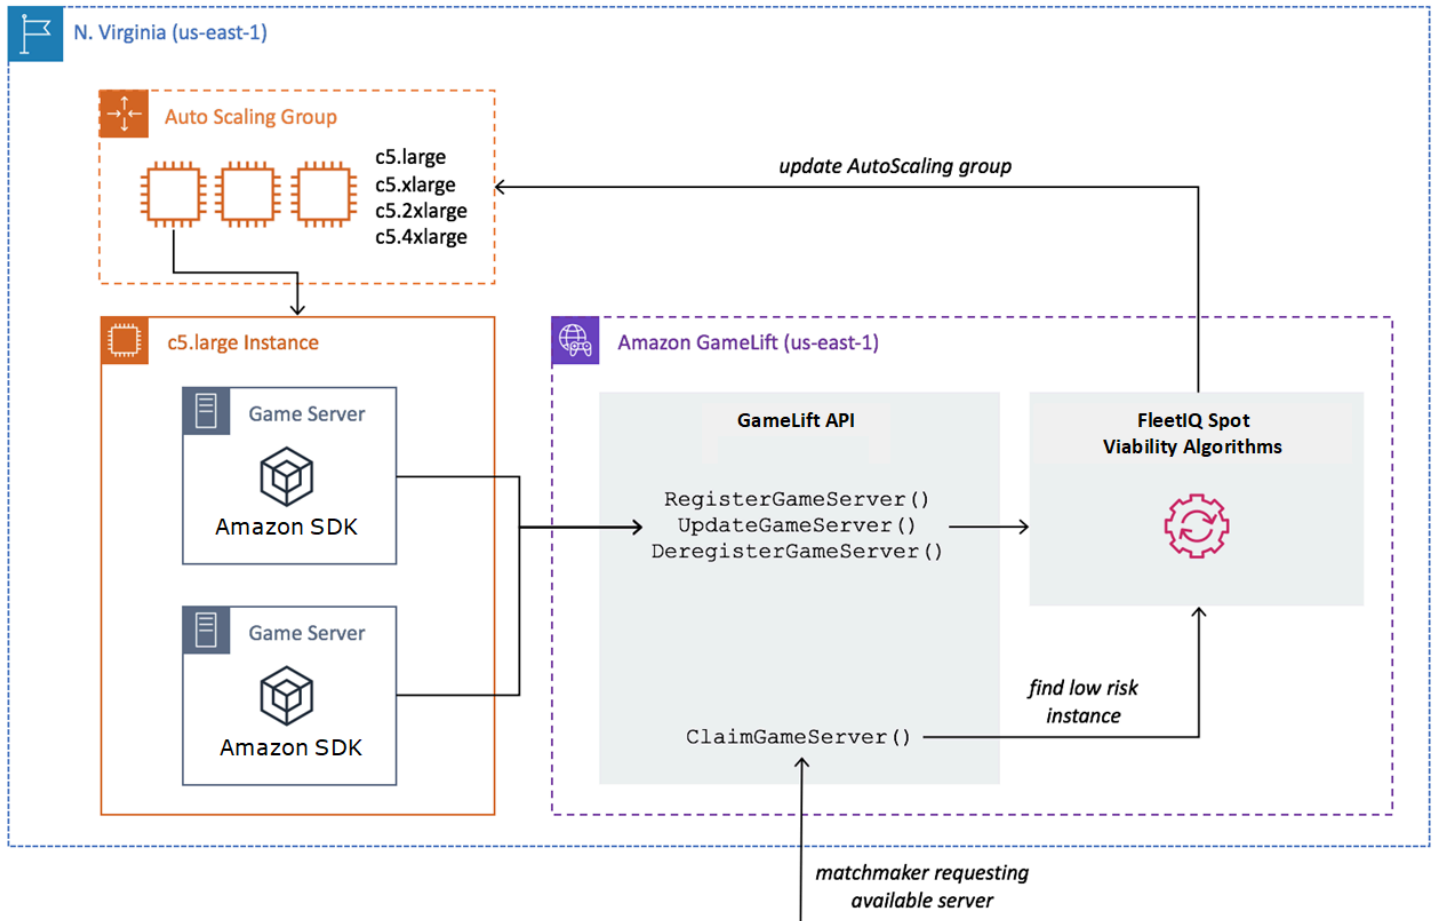 N. Virginia (us-east-1)
Auto Scaling Group
c5.large
c5.xlarge
c5.2xlarge
c5.4xlarge
update AutoScaling group
c5.large Instance
Game Server
Amazon SDK
Game Server
Amazon SDK
Amazon GameLift (us-east-1)
GameLift API
RegisterGameServer()
UpdateGameServer()
DeregisterGameServer()
ClaimGameServer()
FleetIQ Spot
Viability Algorithms
find low risk
instance
matchmaker requesting
available server